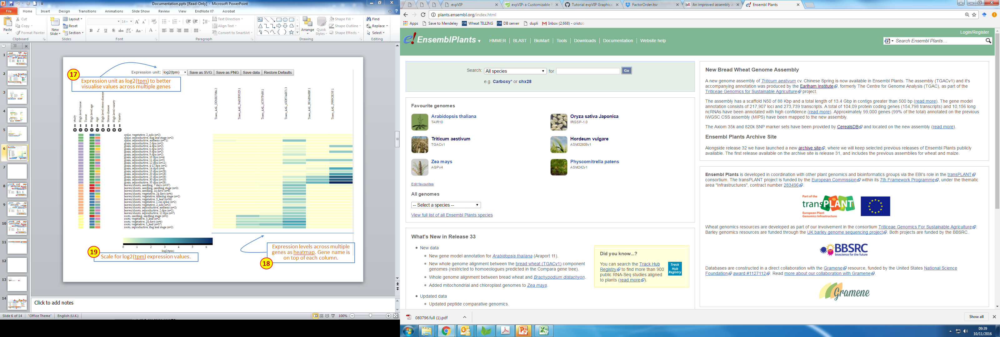 Documentation.pptx [Read-Only] - Microsoft PowerPoint
File Home Insert Design Transitions Animations Slide Show Review View EndNote X7 Acrobat
Paste
Cut
Copy
Format Painter
Clipboard
New
Slide
Layout
Reset
Section
Slides
14
B I U S abc AV Aa A
Font
Text Direction
Align Text
Convert to SmartArt
Paragraph
Arrange
Quick
Styles
Shape Fill
Shape Outline
Shape Effects
Drawing
Find
Replace
Select
Editing
1
2
3
4
5
6
7
8
9
10
11
12
13
14
17
Expression unit: log2(tpm) Save as SVG Save as PNG Save data Restore Defaults
Expression unit as log2(tpm) to better
visualise values across multiple genes
study
High level tissue
Tissue
High level age
Age
High level stress-disease
Stress-disease
High level variety
Variety
Traes_4AL_DD1B27086.2
Traes_4AL_9A01E952D.1
Traes_4AL_1C557F688.1
Traes_4AL_65DF744B71.3
Traes_4AL_BFAB568BF.1
Traes_4AL_F99FCB25F.1
spike, vegetative, 2_nds (n=2)
spike, reproductive, flag leaf stage (n=2)
spike, reproductive, anthesis (n=71)
grain, reproductive, 2 dpa (n=2)
grain, reproductive, 4 dpa (n=2)
grain, reproductive, 6 dpa (n=2)
grain, reproductive, 8 dpa (n=2)
grain, reproductive, 9 dpa (n=2)
grain, reproductive, 10 dpa (n=4)
grain, reproductive, 11 dpa (n=5)
grain, reproductive, 12 dpa (n=11)
grain, reproductive, 4-12 dpa (n=1)
grain, reproductive, 14 dpa (n=4)
grain, reproductive, 15 dpa (n=28)
grain, reproductive, 20 dpa (n=18)
grain, reproductive, 25 dpa (n=28)
grain, reproductive, 30 dpa (n=10)
grain, reproductive, 35 dpa (n=28)
leaves/shoots, seedling, 7 days (n=37)
leaves/shoots, seedling, seedling stage (n=3)
leaves/shoots, seedling, 14 days (n=8)
leaves/shoots, vegetative, 24 days (n=6)
leaves/shoots, vegetative, tillering stage (n=2)
leaves/shoots, vegetative, 5_leaf (n=56)
leaves/shoots, vegetative, 1 cm spike (n=2)
leaves/shoots, vegetative, 2_nds (n=2)
leaves/shoots, reproductive, anthesis (n=2)
leaves/shoots, reproductive, 2 dpa (n=2)
leaves/shoots, reproductive, 12 dpa (n=7)
roots, seedling, seedling stage (n=2)
roots, vegetative, 3_leaf (n=2)
roots, vegetative, 24 days (n=6)
roots, vegetative, 5_leaf (n=57)
roots, reproductive, flag leaf stage (n=2)
0 1 2 3 4 5 6
log2(tpm)
19
Scale for log2(tpm) expression values.
Expression levels across multiple
genes as heatmap. Gene name is
on top of each column.
18
Click to add notes
Slide 6 of 14 "Office Theme" English (U.K.) 100%
expVIP expVIP: a Customizable Tutorial expVIP Graphica FactorOrder.tsv An improved assembly a Ensembl Plants
plants.ensembl.org/index.html
Apps Save to Mendeley Wheat TILLING DB server dupli Inbox (2,668) - cristob
Login/Register
e! EnsemblPlants HMMER BLAST BioMart Tools Downloads Documentation Website help
Search Ensembl Plants…
Search: All species for Go
e.g. Carboxy* or chx28
Favourite genomes
Arabidopsis thaliana
TAIR10
Oryza sativa Japonica
IRGSP-1.0
Triticum aestivum
TGACv1
Hordeum vulgare
ASM32608v1
Zea mays
AGPv4
Physcomitrella patens
ASM242v1
Edit favourites
All genomes
-- Select a species --
View full list of all Ensembl Plants species
What's New in Release 33
New data
New gene model annotation for Arabidopsis thaliana (Araport 11).
New whole genome alignment between the bread wheat (TGACv1) component
genomes (restricted to homoeologues predicted in the Compara gene tree).
Whole genome alignment between bread wheat and Brachypodium distachyon.
Added mitochondrial and chloroplast genomes to Zea mays.
Updated data
Updated peptide comparative genomics.
Did you know...?
You can search the Track Hub
Registry to find more than 900
public RNA-Seq studies aligned
to plants (read more).
Track
Hub
Registry
New Bread Wheat Genome Assembly
A new genome assembly of Triticum aestivum cv. Chinese Spring is now available in Ensembl Plants. The assembly (TGACv1) and it's
accompanying annotation was produced by the Earlham Institute, formerly The Centre for Genome Analysis (TGAC), as part of the
Triticeae Genomics for Sustainable Agriculture project.
The assembly has a scaffold N50 of 88 Kbp and a total length of 13.4 Gbp in contigs greater than 500 bp (read more). The gene model
annotation consists of 217,907 loci and 273,739 transcripts. A total of 104,09 protein coding genes (154,798 transcripts) and 10,156 long
ncRNAs have been annotated with high confidence (read more). Approximately 99,000 genes (99% of the total) annotated on the previous
IWGSC CSS assembly (MIPS) have been mapped to the new assembly.
The Axiom 35k and 820k SNP marker sets have been provided by CerealsDB and located on the new assembly (read more).
Ensembl Plants Archive Site
Alongside release 32 we have launched a new archive site, where we will keep selected previous releases of Ensembl Plants publicly
available. The first release available on the archive site is release 31, and includes the previous assemblies for wheat and maize.
Ensembl Plants is developed in coordination with other plant genomics and bioinformatics groups via the EBI's role in the transPLANT
consortium. The transPLANT project is funded by the European Commission within its 7th Framework Programme, under the thematic
area "Infrastructures", contract number 283496.
Part of the
transPLANT
European Plant
Genomics Infrastructure
Wheat genomics resources are developed as part of our involvement in the consortium Triticeae Genomics For Sustainable Agriculture.
Barley genomics resources are funded through the UK barley genome sequencing project. Both projects are funded by the BBSRC.
BBSRC
bioscience for the future
Databases are constructed in a direct collaboration with the Gramene resource, funded by the United States National Science
Foundation award #1127112. Read more about our collaboration with Gramene.
Gramene
080796.full (1).pdf
Show all
09:39
10/11/2016